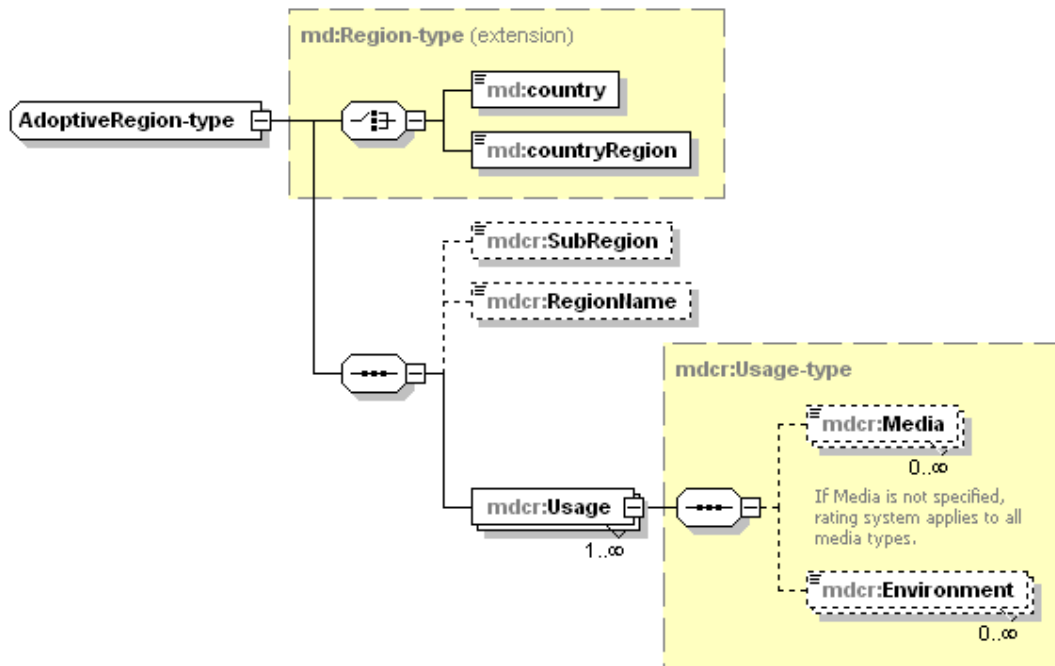 md:Region-type (extension)
md:country
AdoptiveRegion-type
md:countryRegion
mdcr:SubRegion
mdcr:RegionName
mdcr:Usage-type
mdcr:Media
0..∞
If Media is not specified,
rating system applies to all
media types.
mdcr:Usage
1..∞
mdcr:Environment
0..∞